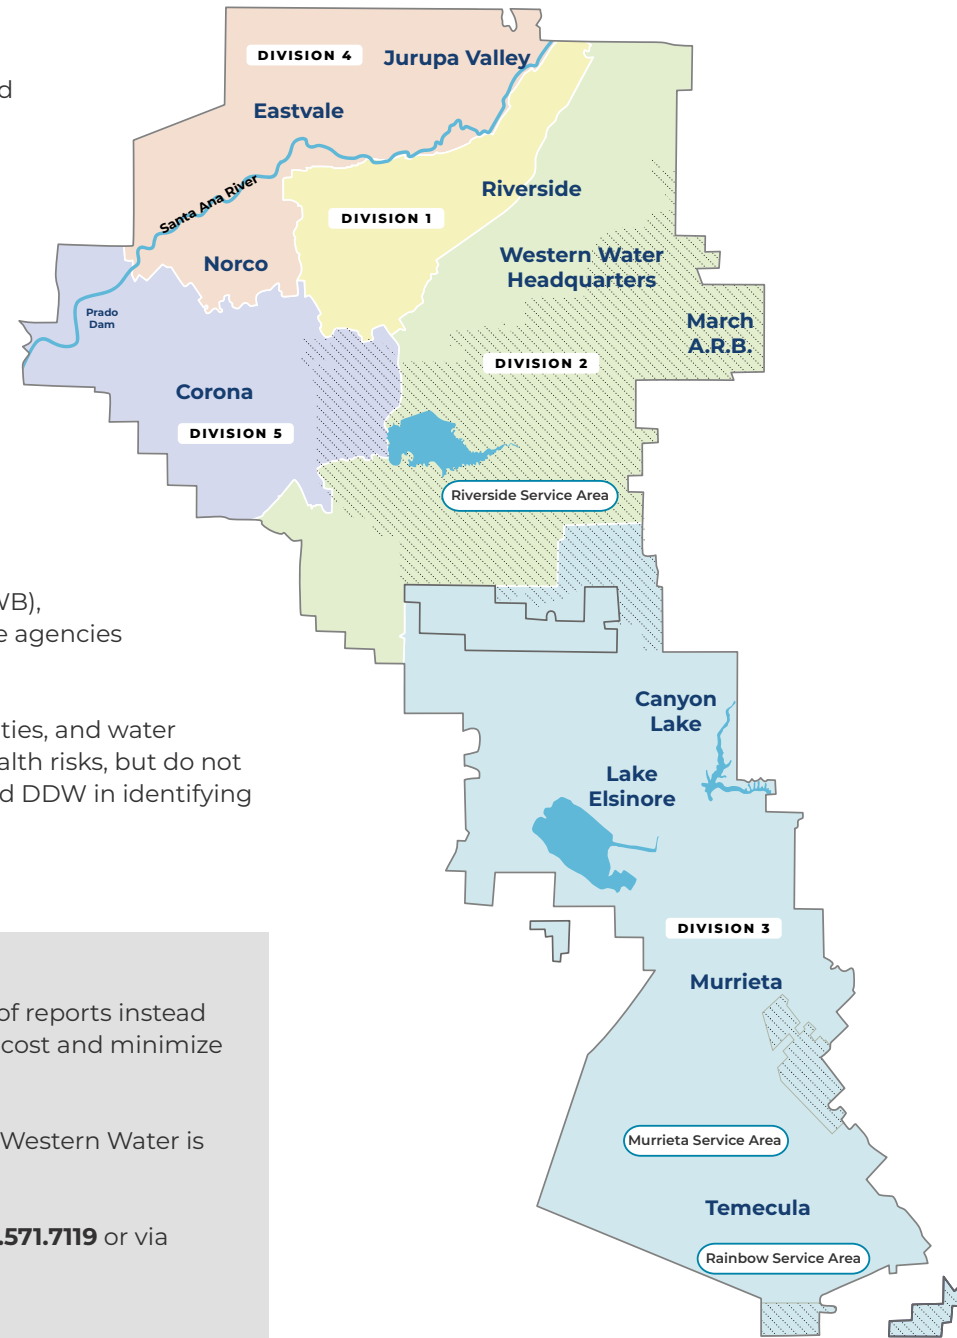 d
WB),
e agencies
ties, and water
alth risks, but do not
d DDW in identifying
of reports instead
cost and minimize
Western Water is
.571.7119 or via
DIVISION 4
Jurupa Valley
Eastvale
Santa Ana River
Riverside
DIVISION 1
Norco
Western Water
Headquarters
Prado
Dam
March
A.R.B.
DIVISION 2
Corona
DIVISION 5
Riverside Service Area
Canyon
Lake
Lake
Elsinore
DIVISION 3
Murrieta
Murrieta Service Area
Temecula
Rainbow Service Area